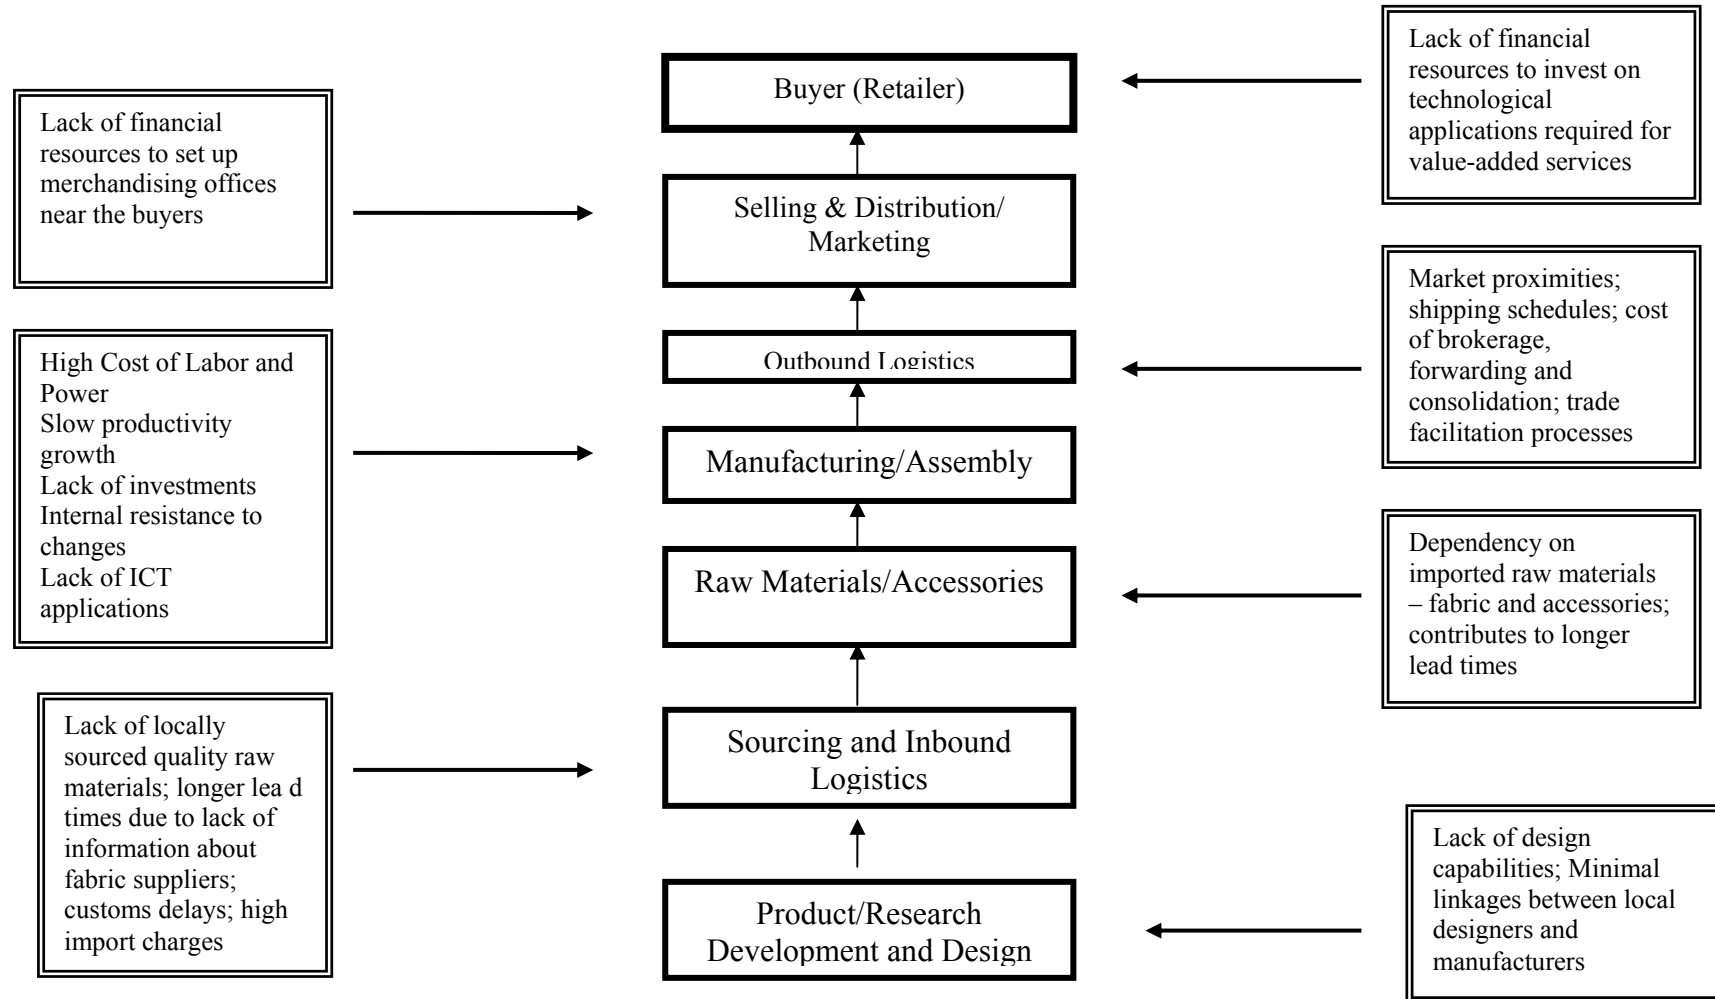 Lack of financial
resources to set up
merchandising offices
near the buyers
High Cost of Labor and
Power
Slow productivity
growth
Lack of investments
Internal resistance to
changes
Lack of ICT
applications
Lack of locally
sourced quality raw
materials; longer lea d
times due to lack of
information about
fabric suppliers;
customs delays; high
import charges
Buyer (Retailer)
Selling & Distribution/
Marketing
Outbound Logistics
Manufacturing/Assembly
Raw Materials/Accessories
Sourcing and Inbound
Logistics
Product/Research
Development and Design
Lack of financial
resources to invest on
technological
applications required for
value-added services
Market proximities;
shipping schedules; cost
of brokerage,
forwarding and
consolidation; trade
facilitation processes
Dependency on
imported raw materials
– fabric and accessories;
contributes to longer
lead times
Lack of design
capabilities; Minimal
linkages between local
designers and
manufacturers